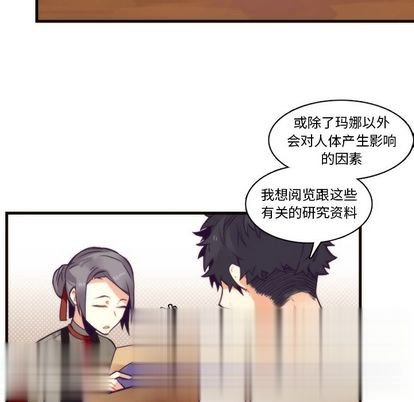 或除了玛娜以外
会对人体产生影响
的因素
我想阅览跟这些
有关的研究资料